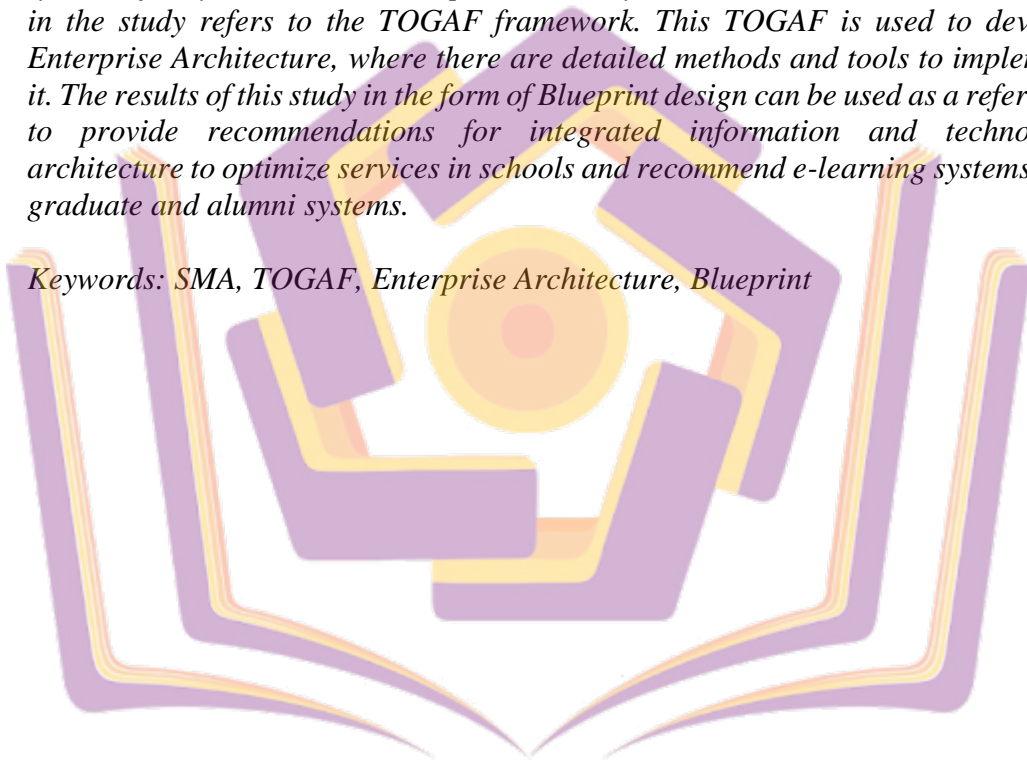 in the study refers to the TOGAF framework. This TOGAF is used to dev
Enterprise Architecture, where there are detailed methods and tools to imple
it. The results of this study in the form of Blueprint design can be used as a refer
to provide recommendations for integrated information and techno
architecture to optimize services in schools and recommend e-learning systems
graduate and alumni systems.
Keywords: SMA, TOGAF, Enterprise Architecture, Blueprint